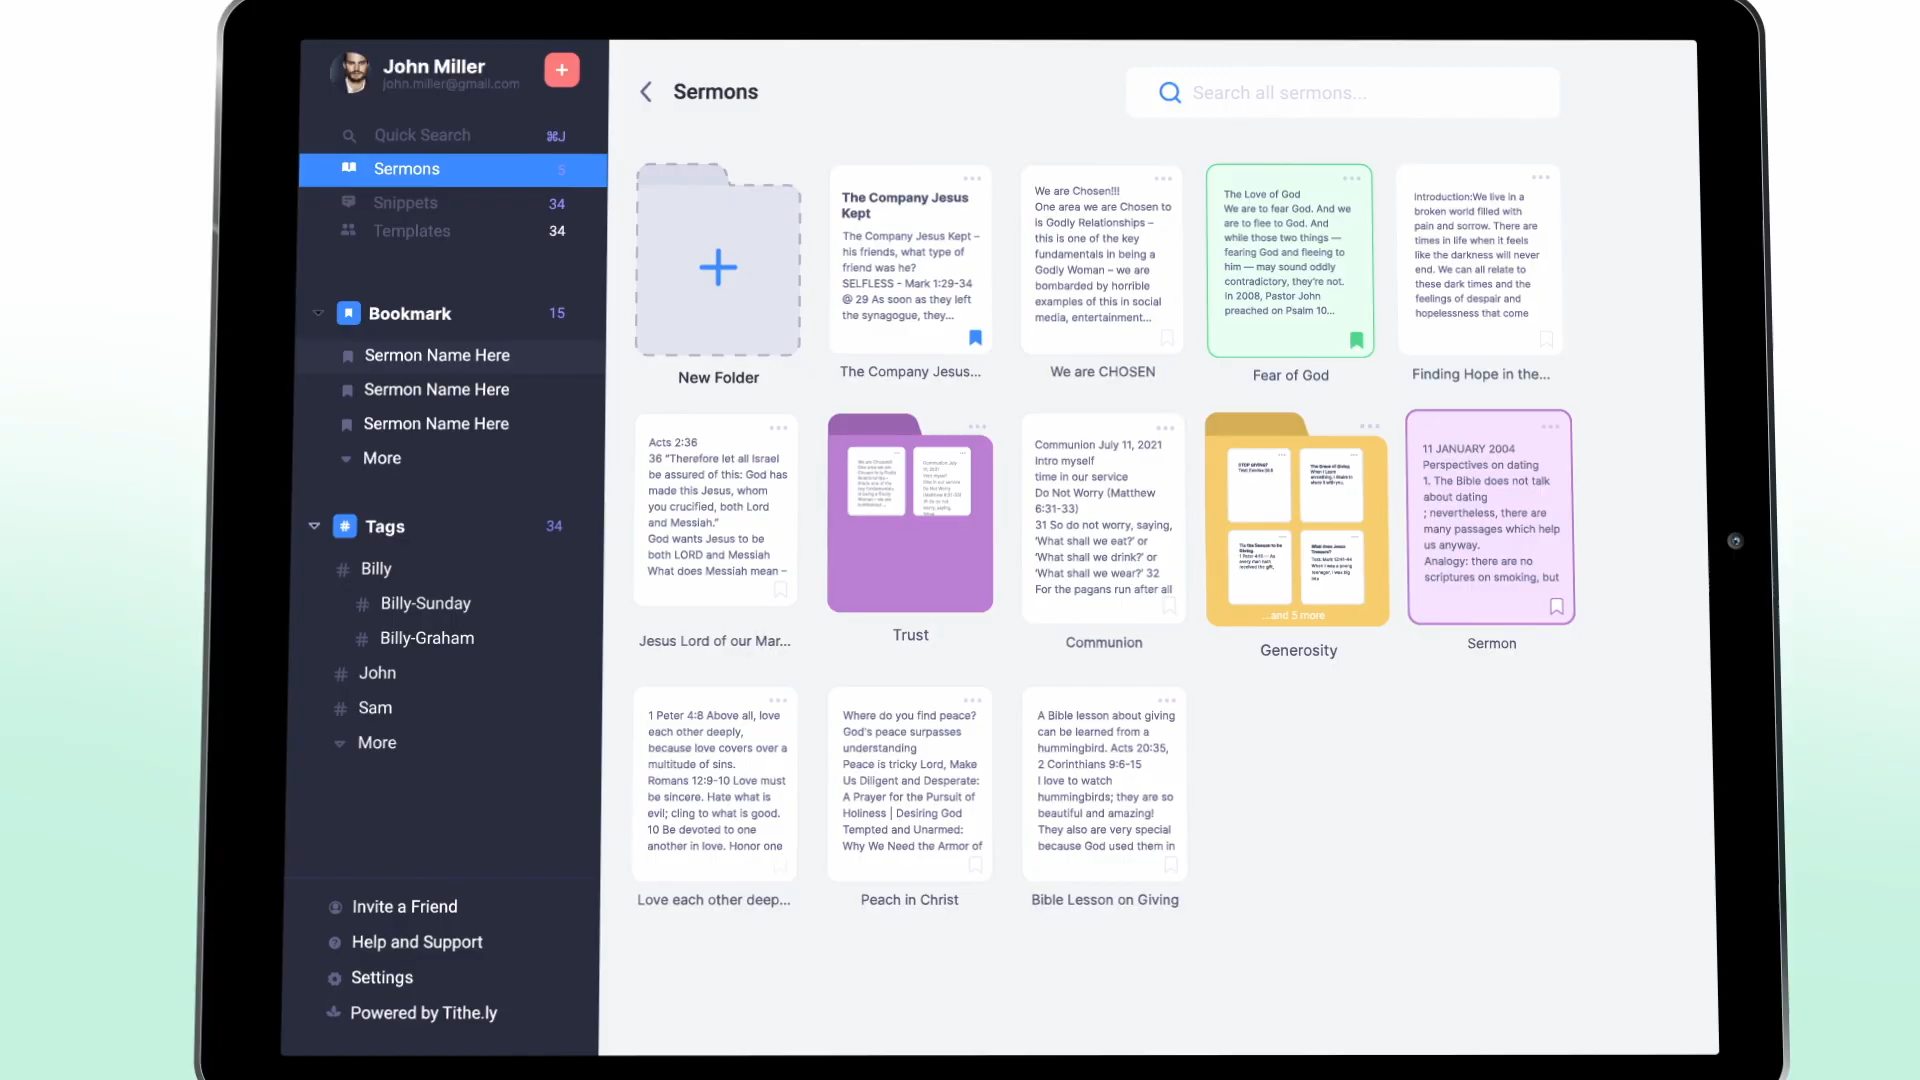 John Miller
john.miller@gmail.com
Quick Search
⌘J
Sermons
5
Snippets
34
Templates
34
Bookmark
15
Sermon Name Here
Sermon Name Here
Sermon Name Here
More
Tags
34
# Billy
# Billy-Sunday
# Billy-Graham
# John
# Sam
More
Invite a Friend
Help and Support
Settings
Powered by Tithe.ly
Sermons
Search all sermons...
New Folder
The Company Jesus
Kept
The Company Jesus Kept –
his friends, what type of
friend was he?
SELFLESS - Mark 1:29-34
@ 29 As soon as they left
the synagogue, they...
The Company Jesus...
We are Chosen!!!
One area we are Chosen to
is Godly Relationships –
this is one of the key
fundamentals in being a
Godly Woman – we are
bombarded by horrible
examples of this in social
media, entertainment...
We are CHOSEN
The Love of God
We are to fear God. And we
are to flee to God. And
while those two things —
fearing God and fleeing to
him — may sound oddly
contradictory, they're not.
In 2008, Pastor John
preached on Psalm 10...
Fear of God
Introduction:We live in a
broken world filled with
pain and sorrow. There are
times in life when it feels
like the darkness will never
end. We can all relate to
these dark times and the
feelings of despair and
hopelessness that come
Finding Hope in the...
Acts 2:36
36 “Therefore let all Israel
be assured of this: God has
made this Jesus, whom
you crucified, both Lord
and Messiah.”
God wants Jesus to be
both LORD and Messiah
What does Messiah mean –
Jesus Lord of our Mar...
Trust
Communion July 11, 2021
Intro myself
time in our service
Do Not Worry (Matthew
6:31-33)
31 So do not worry, saying,
‘What shall we eat?’ or
‘What shall we drink?’ or
‘What shall we wear?’ 32
For the pagans run after all
Communion
STOP GIVING?
...and 5 more
Generosity
11 JANUARY 2004
Perspectives on dating
1. The Bible does not talk
about dating
; nevertheless, there are
many passages which help
us anyway.
Analogy: there are no
scriptures on smoking, but
Sermon
1 Peter 4:8 Above all, love
each other deeply,
because love covers over a
multitude of sins.
Romans 12:9-10 Love must
be sincere. Hate what is
evil; cling to what is good.
10 Be devoted to one
another in love. Honor one
Love each other deep...
Where do you find peace?
God's peace surpasses
understanding
Peace is tricky Lord, Make
Us Diligent and Desperate:
A Prayer for the Pursuit of
Holiness | Desiring God
Tempted and Unarmed:
Why We Need the Armor of
Peach in Christ
A Bible lesson about giving
can be learned from a
hummingbird. Acts 20:35,
2 Corinthians 9:6-15
I love to watch
hummingbirds; they are so
beautiful and amazing!
They also are very special
because God used them in
Bible Lesson on Giving